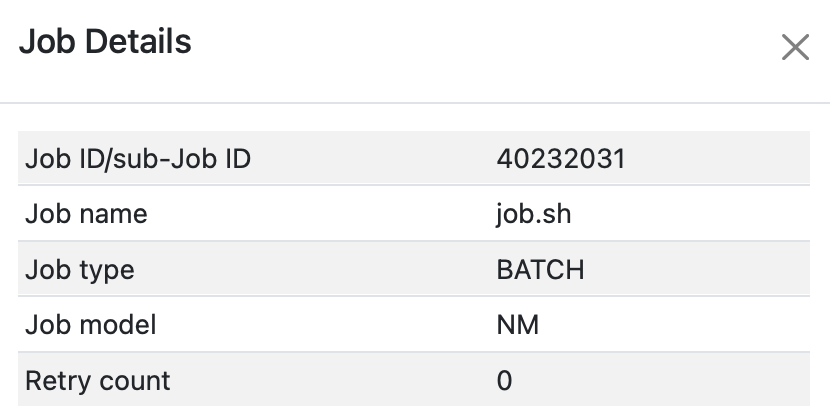 Job Details
Job ID/sub-Job ID 40232031
Job name job.sh
Job type BATCH
Job model NM
Retry count 0